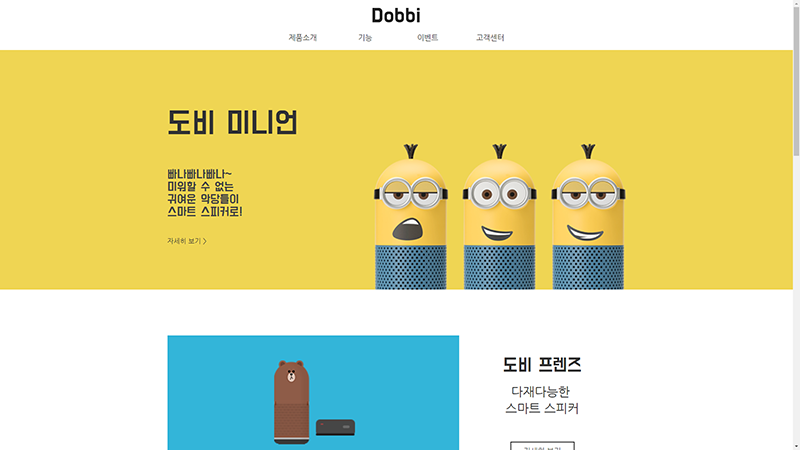 Dobbi
제품소개 기능 이벤트 고객센터
도비 미니언
빠나빠나빠나~
미워할 수 없는
귀여운 악당들이
스마트 스피커로!
자세히 보기 >
도비 프렌즈
다재다능한
스마트 스피커